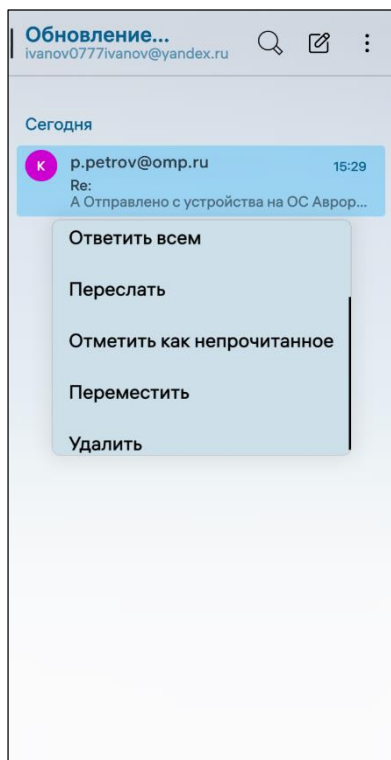 Обновление...
ivanov0777ivanov@yandex.ru
Сегодня
К
p.petrov@omp.ru 15:29
Re:
А Отправлено с устройства на ОС Аврор...
Ответить всем
Переслать
Отметить как непрочитанное
Переместить
Удалить